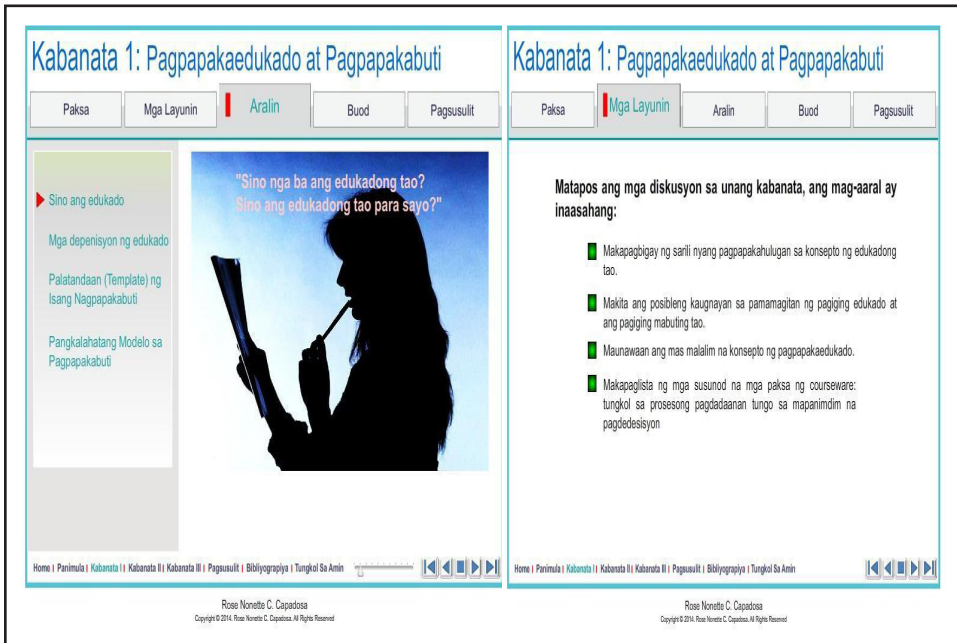 Kabanata 1: Pagpapakaedukado at Pagpapakabuti
Paksa
Mga Layunin
Aralin
Buod
Pagsusulit
Sino ang edukado
Mga depenisyon ng edukado
Palatandaan (Template) ng
Isang Nagpapakabuti
Pangkalahatang Modelo sa
Pagpapakabuti
"Sino nga ba ang edukadong tao?
Sino ang edukadong tao para sayo?"
Home I Panimula I Kabanata I I Kabanata II I Kabanata III I Pagsusulit I Bibliyograpiya I Tungkol Sa Amin
Rose Nonette C. Capadosa
Copyright © 2014. Rose Nonette C. Capadosa. All Rights Reserved
Kabanata 1: Pagpapakaedukado at Pagpapakabuti
Paksa
Mga Layunin
Aralin
Buod
Pagsusulit
Matapos ang mga diskusyon sa unang kabanata, ang mag-aaral ay
inaasahang:
Makapagbigay ng sarili nyang pagpapakahulugan sa konsepto ng edukadong
tao.
Makita ang posibleng kaugnayan sa pamamagitan ng pagiging edukado at
ang pagiging mabuting tao.
Maunawaan ang mas malalim na konsepto ng pagpapakaedukado.
Makapaglista ng mga susunod na mga paksa ng courseware:
tungkol sa prosesong pagdadaanan tungo sa mapanimdim na
pagdedesisyon
Home I Panimula I Kabanata I I Kabanata II I Kabanata III I Pagsusulit I Bibliyograpiya I Tungkol Sa Amin
Rose Nonette C. Capadosa
Copyright © 2014. Rose Nonette C. Capadosa. All Rights Reserved